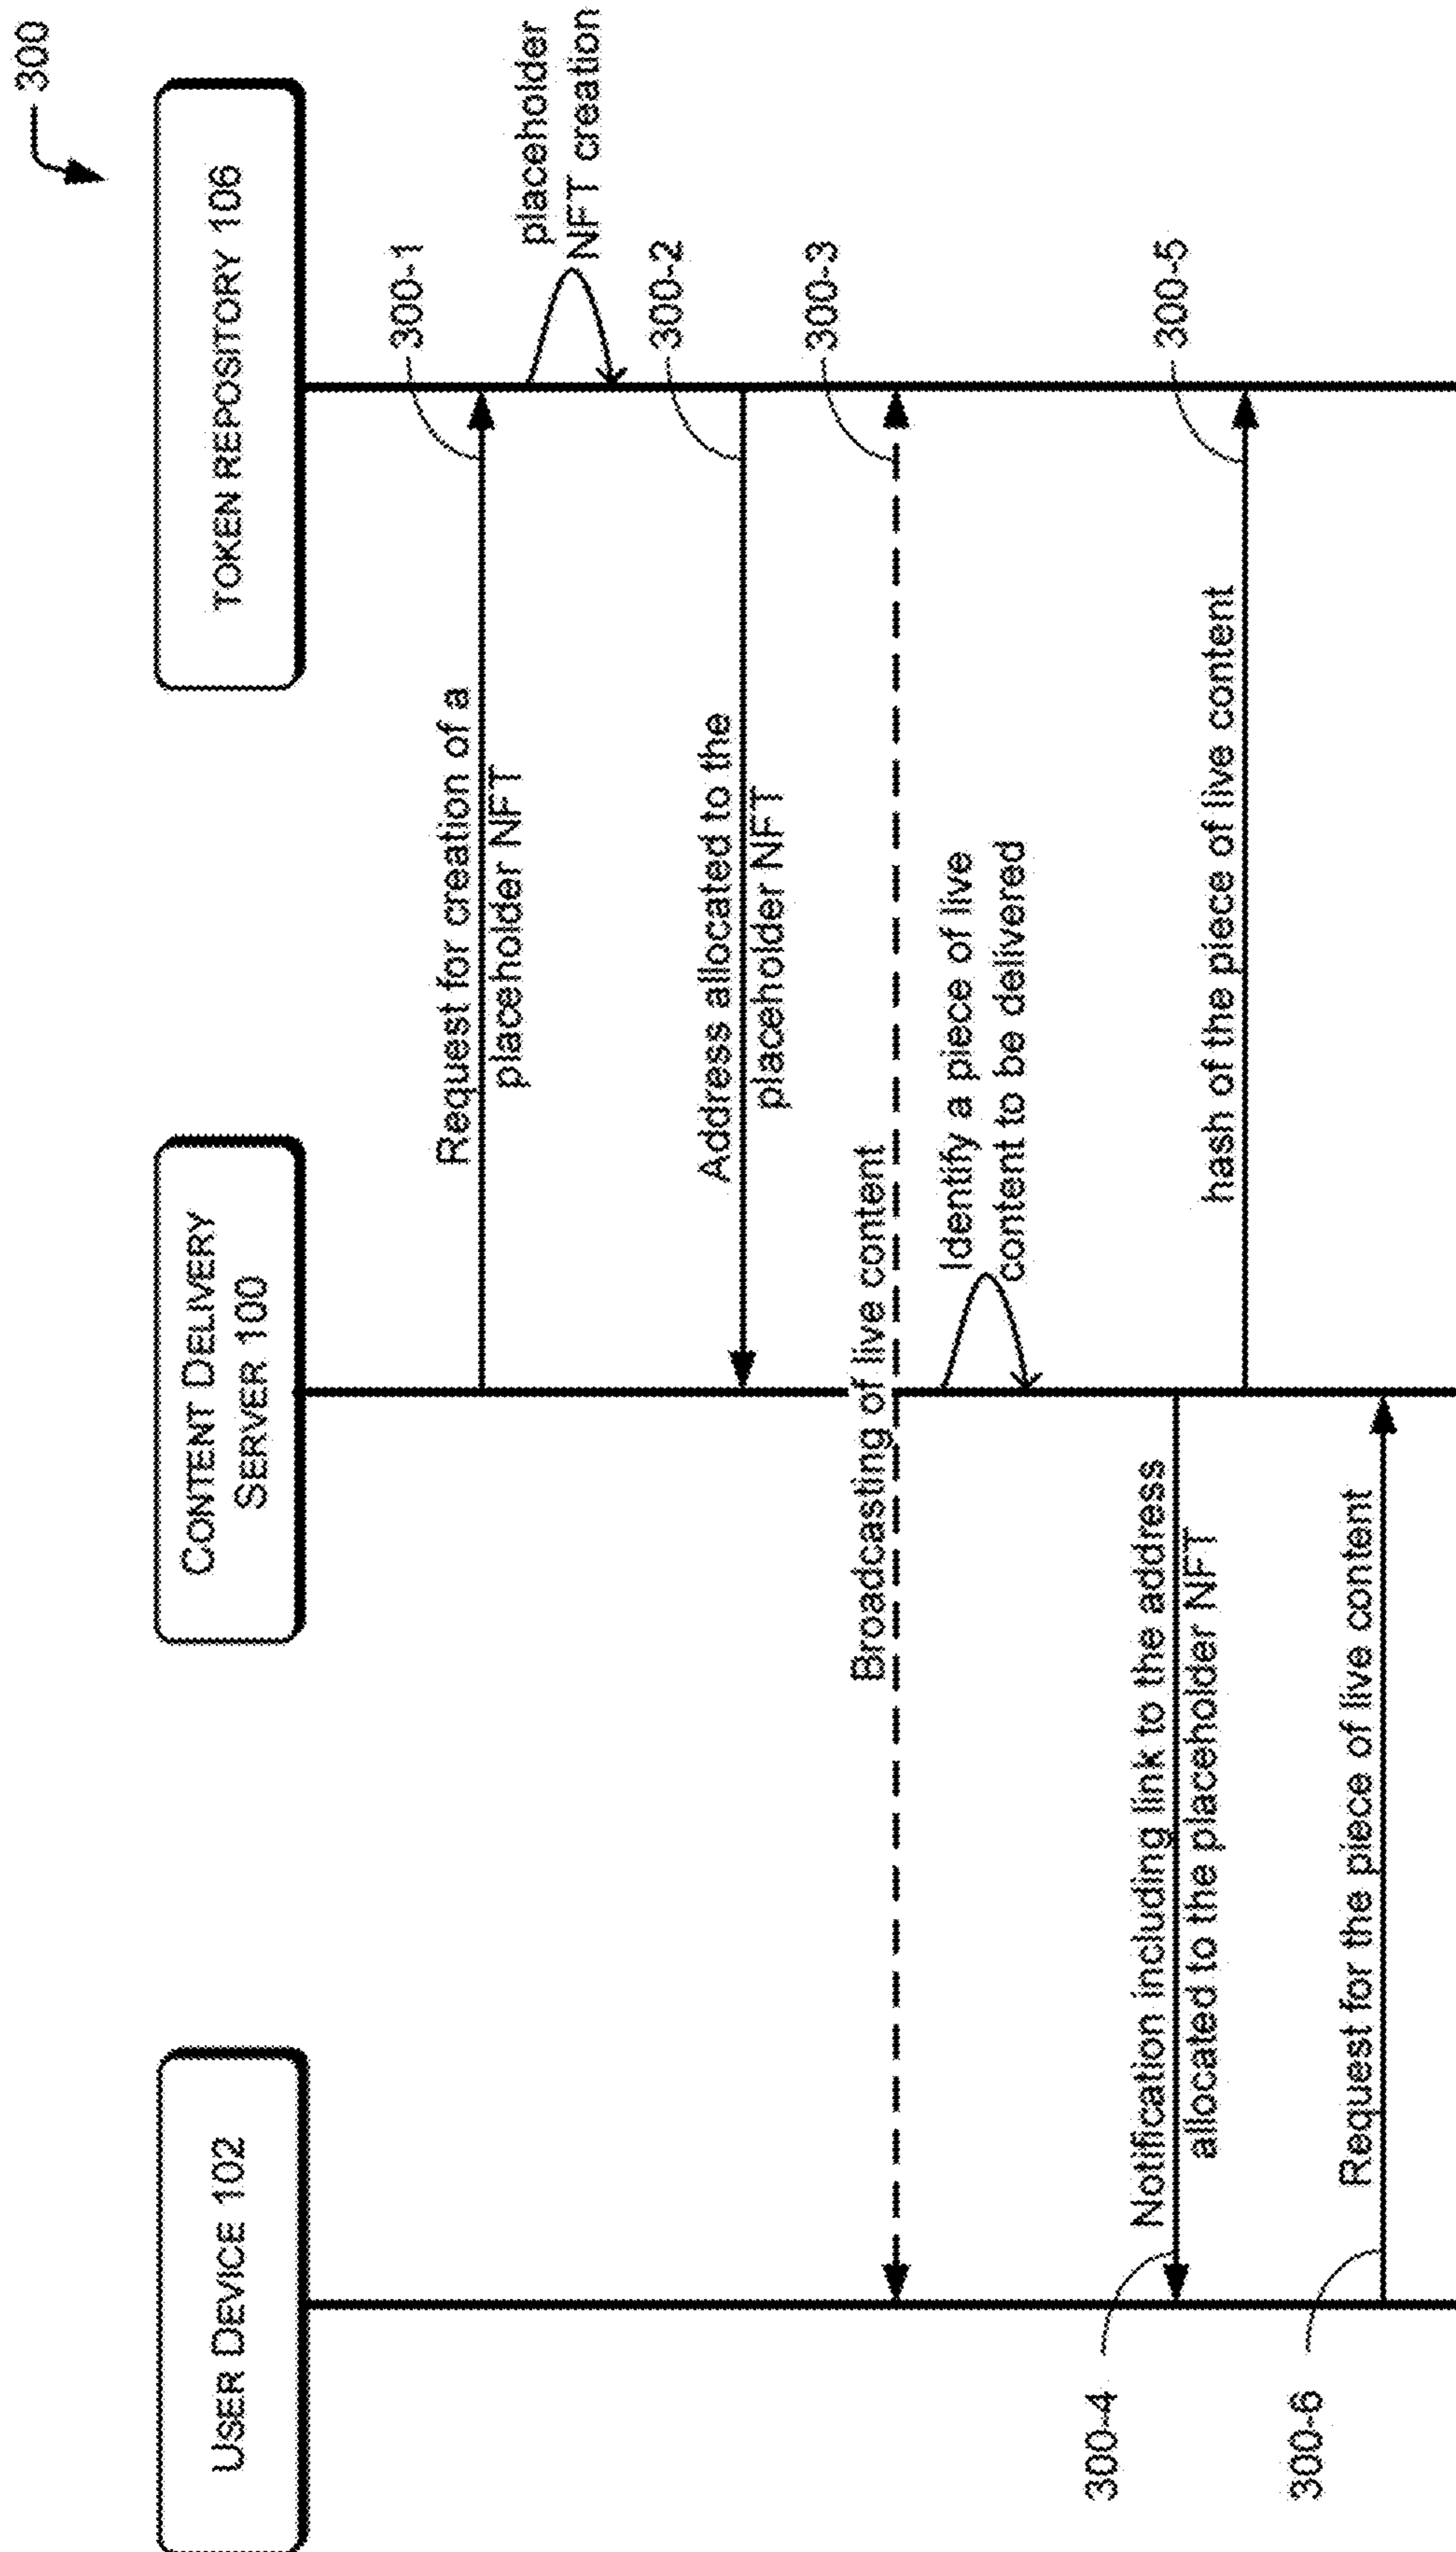 300
USER DEVICE 102
CONTENT DELIVERY
SERVER 100
TOKEN REPOSITORY 106
300-1
Request for creation of a
placeholder NFT
placeholder
NFT creation
300-2
Address allocated to the
placeholder NFT
300-3
Broadcasting of live content
Identify a piece of live
content to be delivered
300-4
Notification including link to the address
allocated to the placeholder NFT
300-5
hash of the piece of live content
300-6
Request for the piece of live content